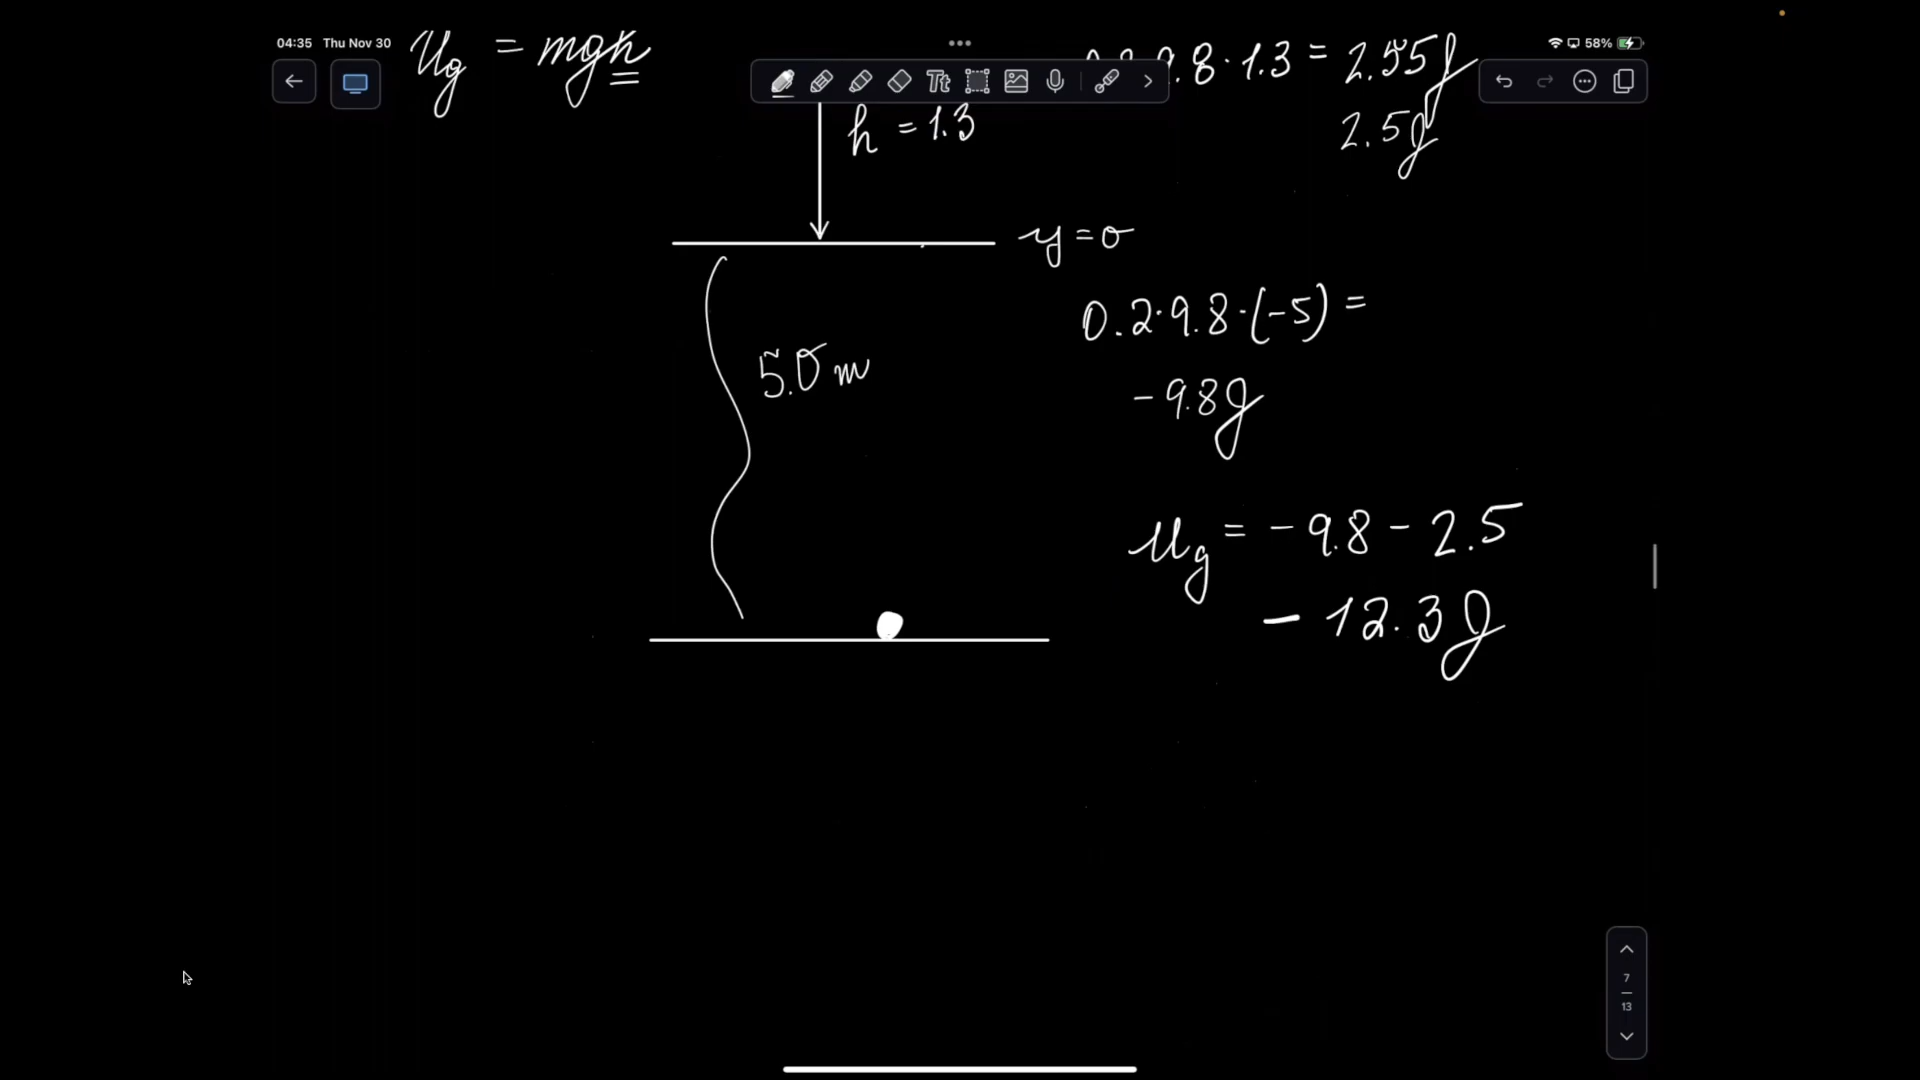 04:35 Thu Nov 30
58%
Ug = mgh
.8 · 1.3 = 2.55J
Tt
h = 1.3
2.5J
y = 0
0.2 · 9.8 · (-5) =
5.0 m
-9.8J
Ug = -9.8 - 2.5
- 12.3J
7
13